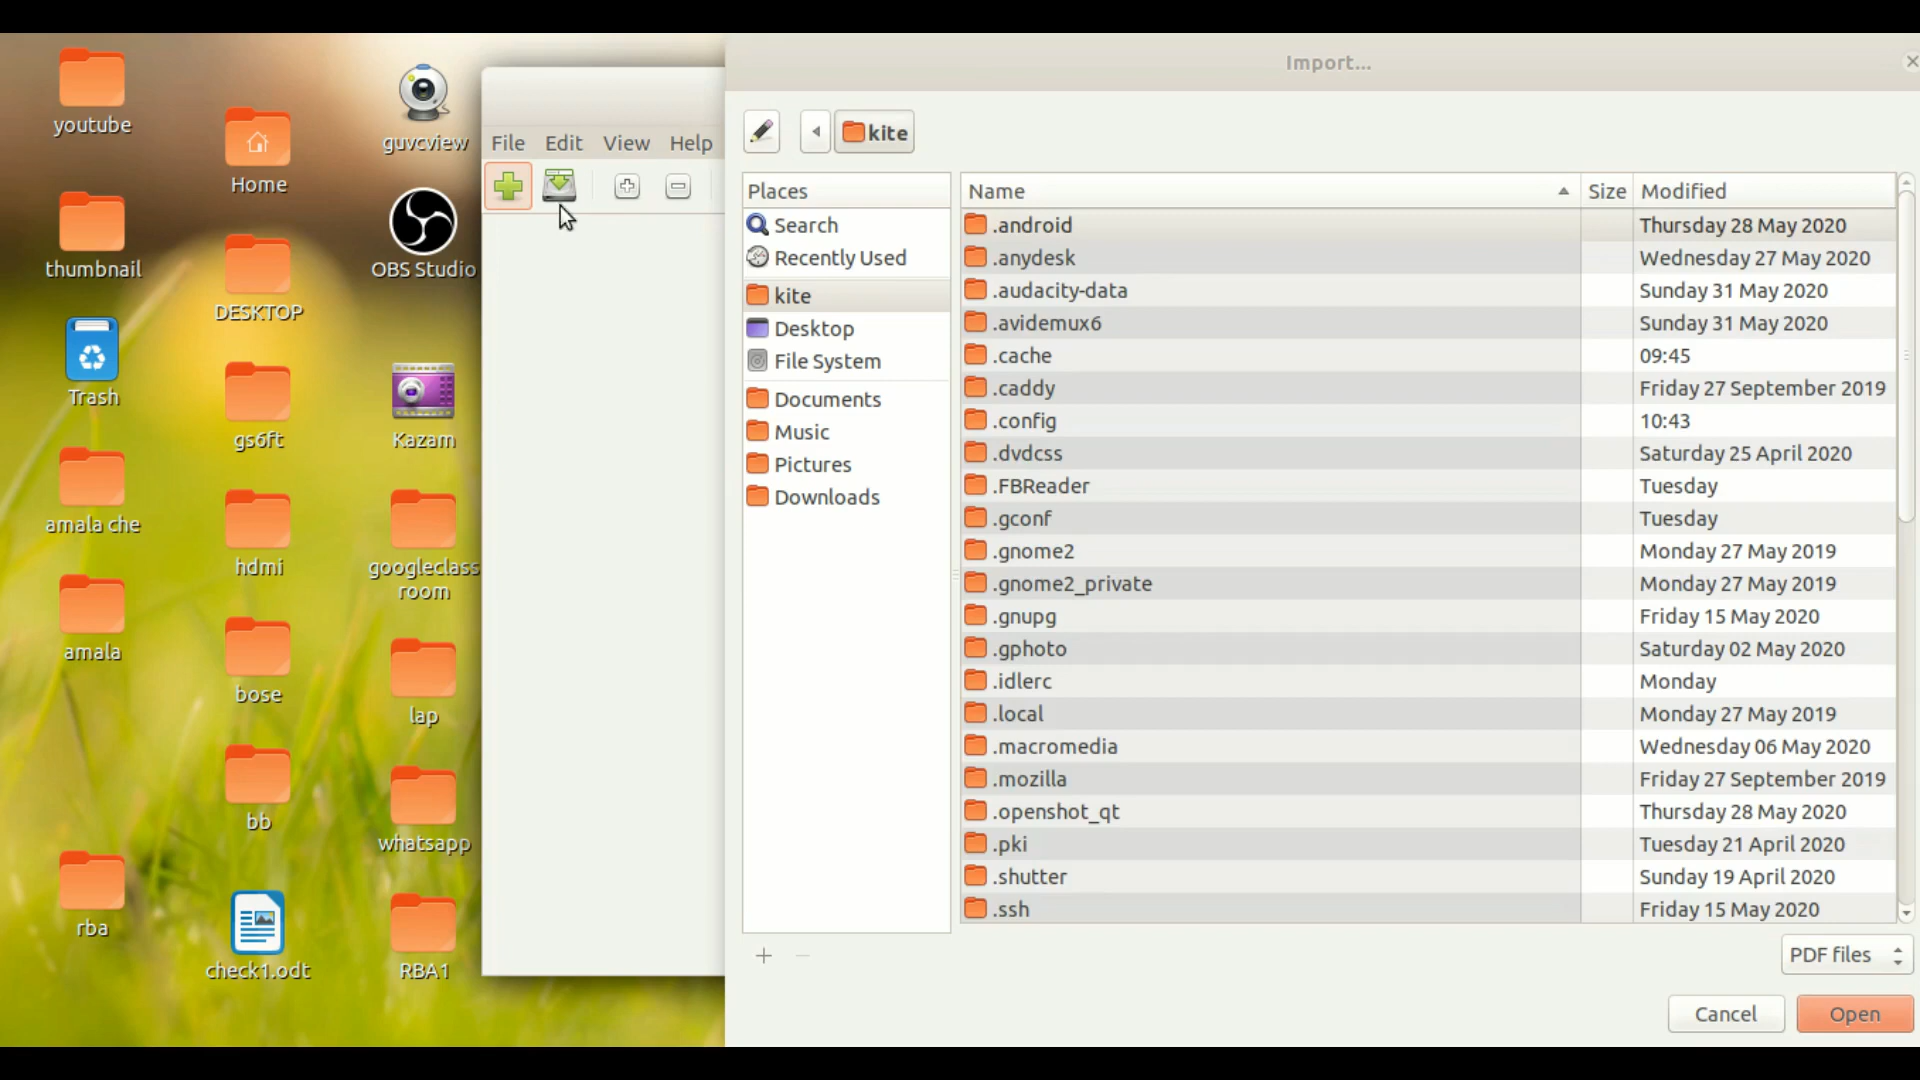 youtube
thumbnail
Trash
amala che
amala
rba
Home
DESKTOP
gs6ft
hdmi
bose
bb
check1.odt
guvcview
OBS Studio
Kazam
googleclass
room
lap
whatsapp
RBA1
File Edit View Help
Import...
kite
Places
Search
Recently Used
kite
Desktop
File System
Documents
Music
Pictures
Downloads
Name Size Modified
.android Thursday 28 May 2020
.anydesk Wednesday 27 May 2020
.audacity-data Sunday 31 May 2020
.avidemux6 Sunday 31 May 2020
.cache 09:45
.caddy Friday 27 September 2019
.config 10:43
.dvdcss Saturday 25 April 2020
.FBReader Tuesday
.gconf Tuesday
.gnome2 Monday 27 May 2019
.gnome2_private Monday 27 May 2019
.gnupg Friday 15 May 2020
.gphoto Saturday 02 May 2020
.idlerc Monday
.local Monday 27 May 2019
.macromedia Wednesday 06 May 2020
.mozilla Friday 27 September 2019
.openshot_qt Thursday 28 May 2020
.pki Tuesday 21 April 2020
.shutter Sunday 19 April 2020
.ssh Friday 15 May 2020
PDF files
Cancel Open